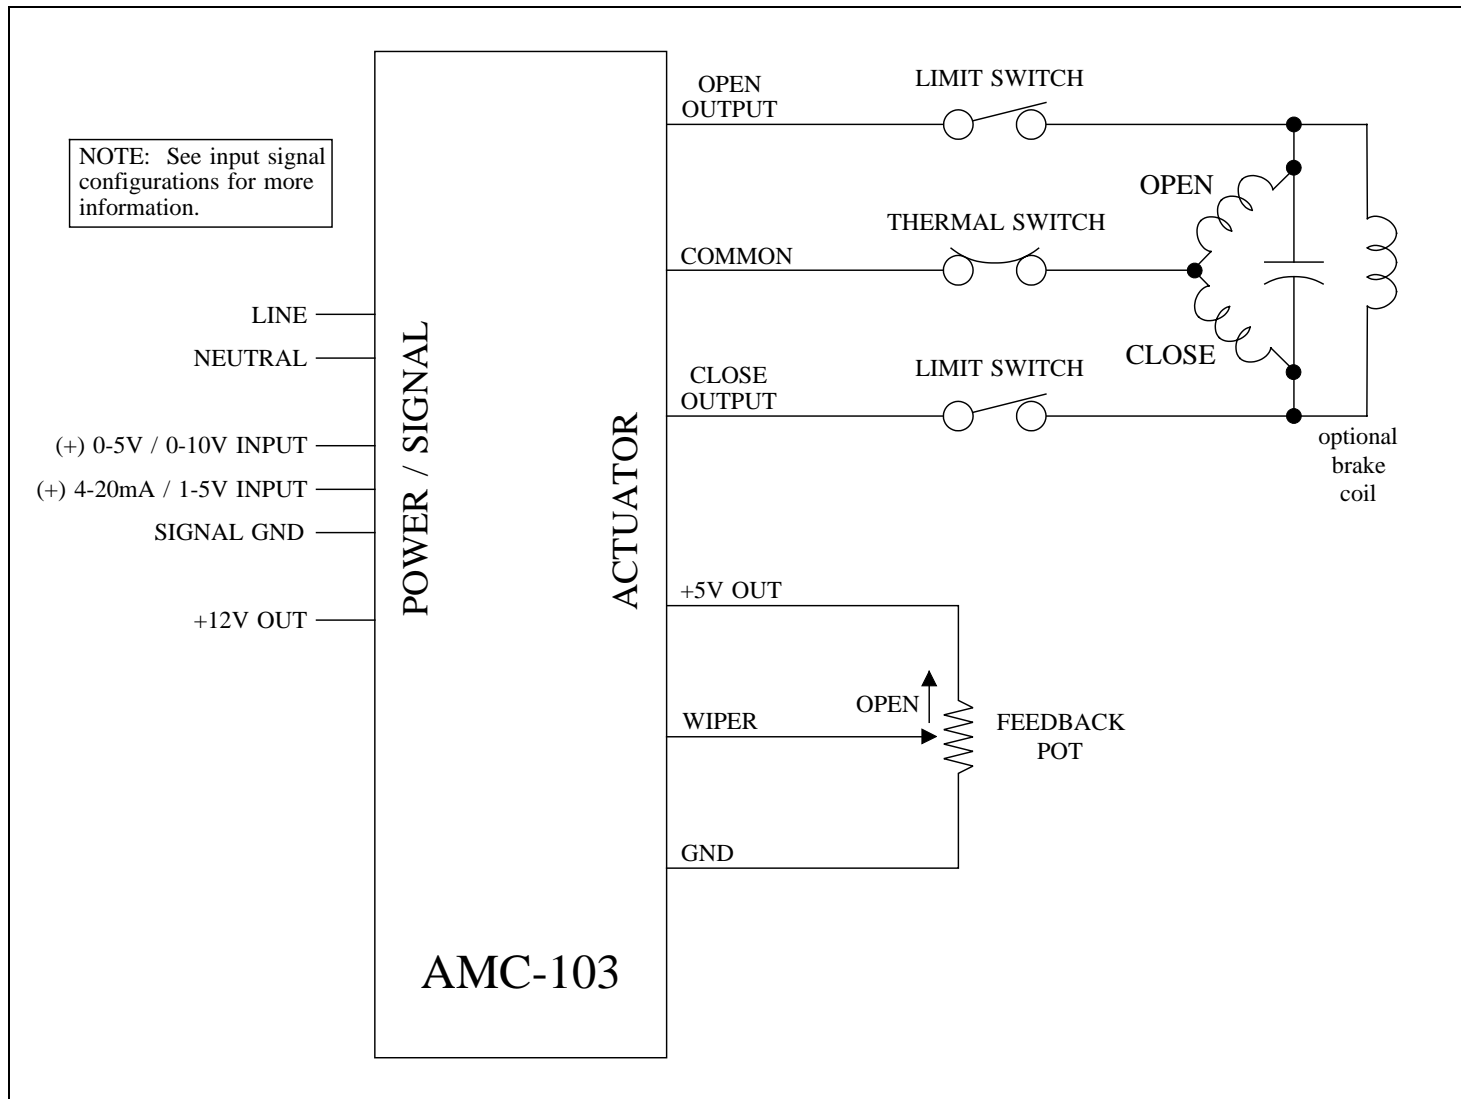 NOTE: See input signal
configurations for more
information.
LINE
NEUTRAL
(+) 0-5V / 0-10V INPUT
(+) 4-20mA / 1-5V INPUT
SIGNAL GND
+12V OUT
POWER / SIGNAL
ACTUATOR
AMC-103
OPEN
OUTPUT
LIMIT SWITCH
COMMON
THERMAL SWITCH
OPEN
CLOSE
CLOSE
OUTPUT
LIMIT SWITCH
optional
brake
coil
+5V OUT
WIPER
OPEN
FEEDBACK
POT
GND